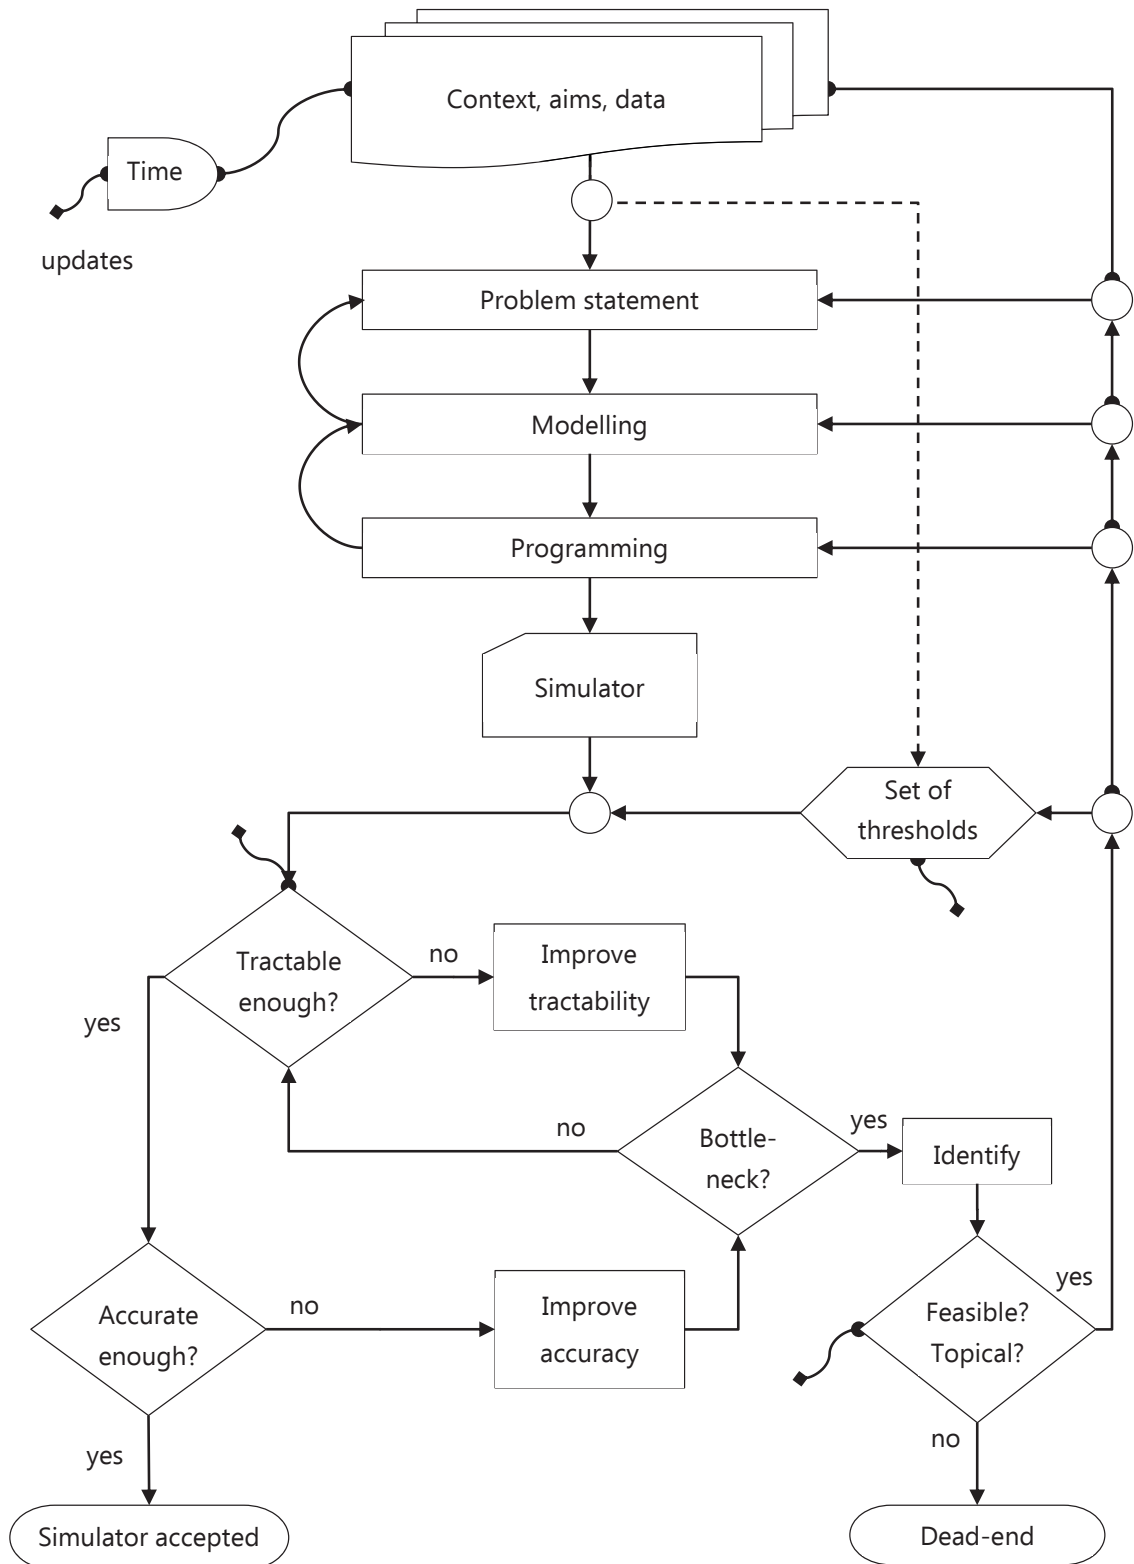 Context, aims, data
Time
updates
Problem statement
Modelling
Programming
Simulator
Set of
thresholds
Tractable
enough?
no
Improve
tractability
yes
no
Bottle-
neck?
yes
Identify
Accurate
enough?
no
Improve
accuracy
Feasible?
Topical?
yes
yes
no
Simulator accepted
Dead-end